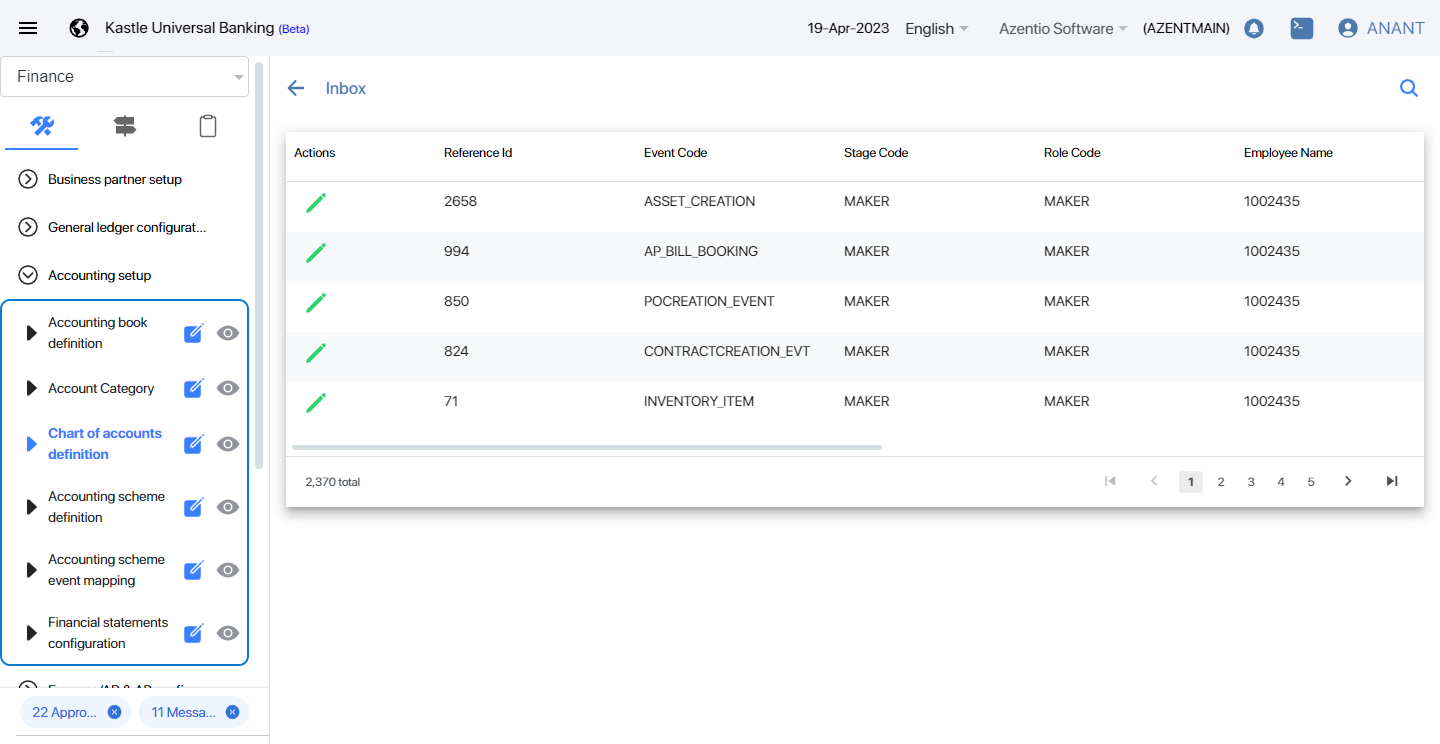 Kastle Universal Banking (Beta)
19-Apr-2023 English Azentio Software (AZENTMAIN) ANANT
Finance
Business partner setup
General ledger configurat...
Accounting setup
Accounting book
definition
Account Category
Chart of accounts
definition
Accounting scheme
definition
Accounting scheme
event mapping
Financial statements
configuration
22 Appro...
11 Messa...
Inbox
Actions Reference Id Event Code Stage Code Role Code Employee Name
2658 ASSET_CREATION MAKER MAKER 1002435
994 AP_BILL_BOOKING MAKER MAKER 1002435
850 POCREATION_EVENT MAKER MAKER 1002435
824 CONTRACTCREATION_EVT MAKER MAKER 1002435
71 INVENTORY_ITEM MAKER MAKER 1002435
2,370 total
1 2 3 4 5